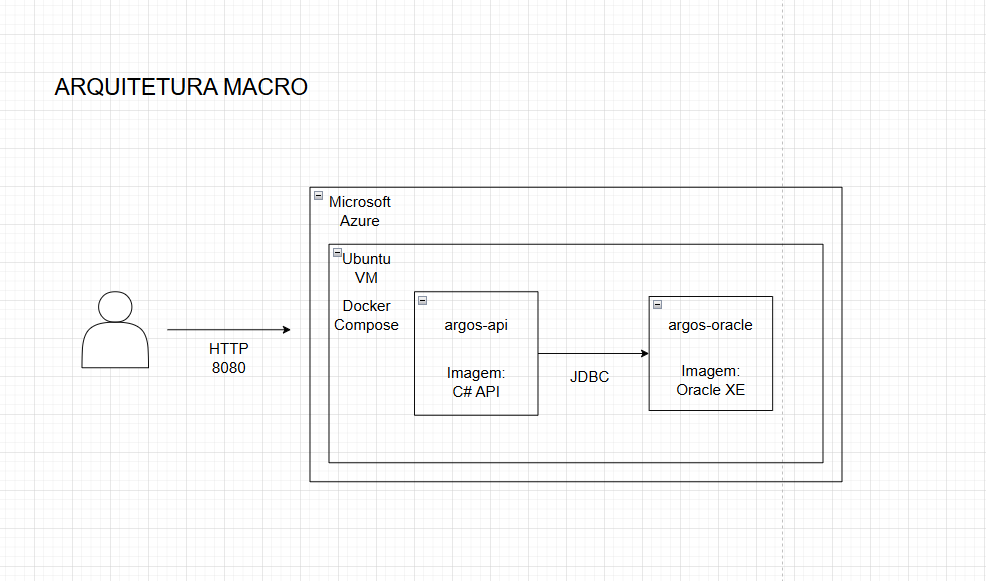 ARQUITETURA MACRO
Microsoft
Azure
Ubuntu
VM
Docker
Compose
argos-api
Imagem:
C# API
JDBC
argos-oracle
Imagem:
Oracle XE
HTTP
8080